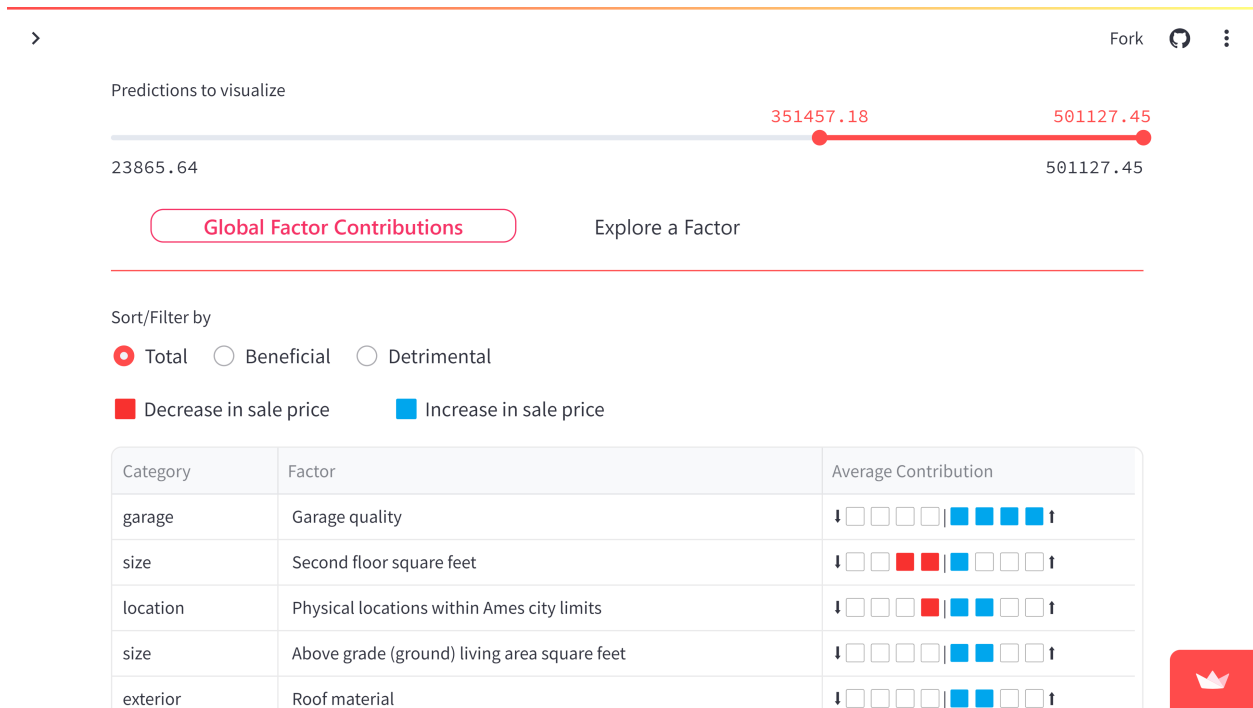 Fork
Predictions to visualize
351457.18 501127.45
23865.64 501127.45
Global Factor Contributions Explore a Factor
Sort/Filter by
Total Beneficial Detrimental
Decrease in sale price Increase in sale price
Category Factor Average Contribution
garage Garage quality
size Second floor square feet
location Physical locations within Ames city limits
size Above grade (ground) living area square feet
exterior Roof material